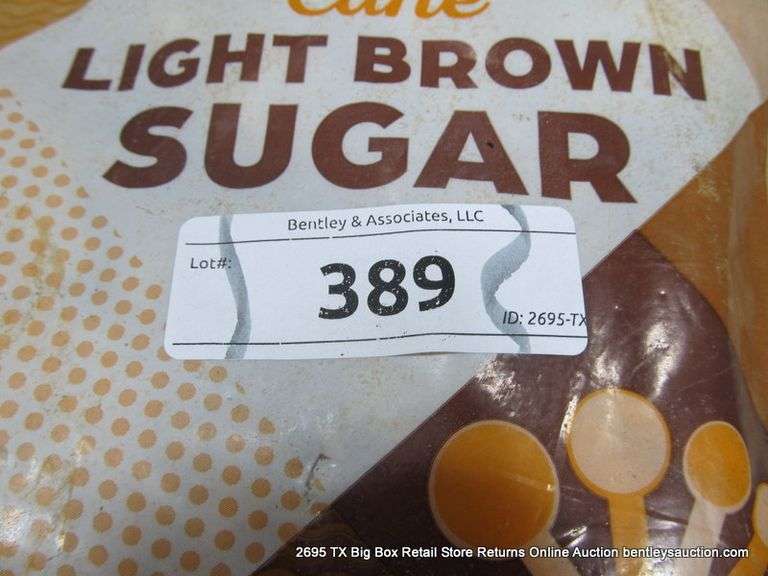 Cane
LIGHT BROWN
SUGAR
Bentley & Associates, LLC
Lot#:
389
ID: 2695-TX
2695 TX Big Box Retail Store Returns Online Auction bentleysauction.com